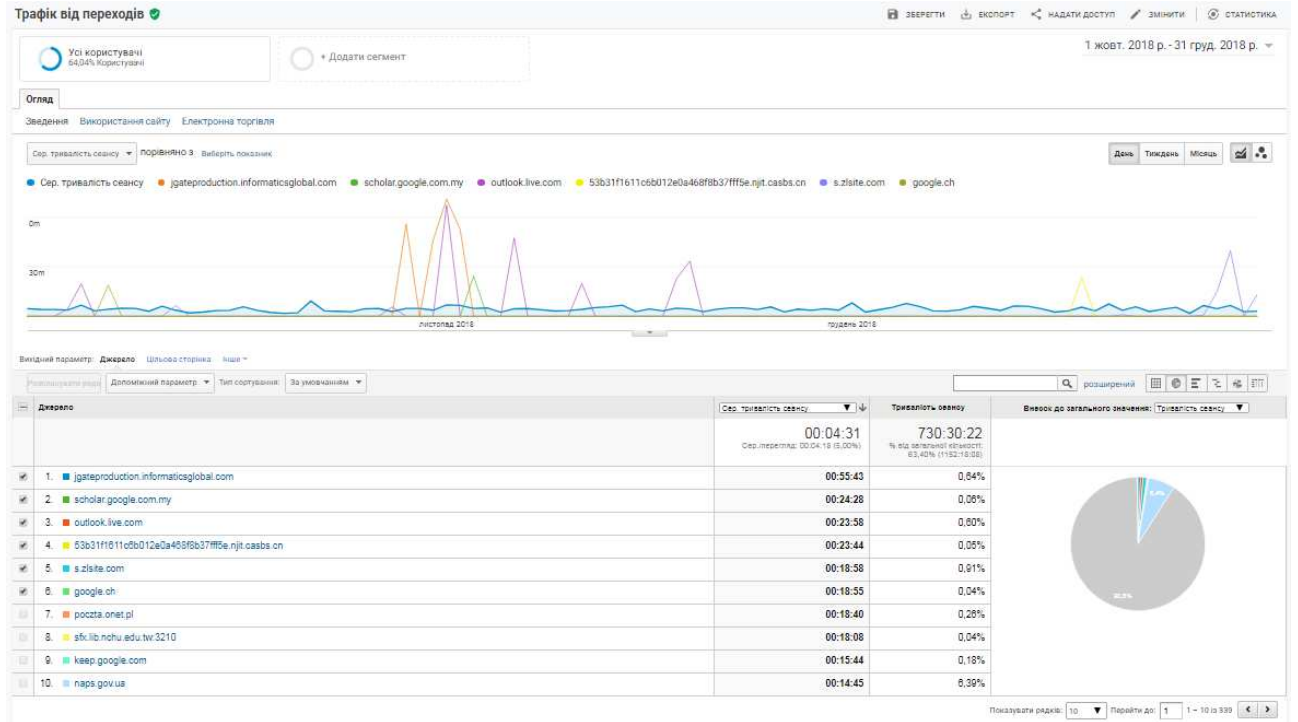 Трафік від переходів
ЗБЕРЕГТИ ЕКСПОРТ НАДАТИ ДОСТУП ЗМІНИТИ СТАТИСТИКА
Усі користувачі
64,04% Користувачі
+ Додати сегмент
1 жовт. 2018 р. - 31 груд. 2018 р.
Огляд
Зведення Використання сайту Електронна торгівля
Сер. тривалість сеансу порівняно з Виберіть показник
День Тиждень Місяць
Сер. тривалість сеансу jgateproduction.informaticsglobal.com scholar.google.com.my outlook.live.com 53b31f1611c6b012e0a468f8b37fff5e.njit.casbs.cn s.zlsite.com google.ch
0m
30m
листопад 2018 грудень 2018
Вихідний параметр: Джерело Цільова сторінка Інше
Допоміжний параметр Тип сортування: За умовчанням розширений
Джерело Сер. тривалість сеансу Тривалість сеансу Внесок до загального значення: Тривалість сеансу
00:04:31 730:30:22
Сер./перегляд: 00:04:18 (5,00%) % від загальної кількості:
63,40% (1152:18:08)
1. jgateproduction.informaticsglobal.com 00:55:43 0,64%
2. scholar.google.com.my 00:24:28 0,06%
3. outlook.live.com 00:23:58 0,60%
4. 53b31f1611c6b012e0a468f8b37fff5e.njit.casbs.cn 00:23:44 0,05%
5. s.zlsite.com 00:18:58 0,91%
6. google.ch 00:18:55 0,04%
7. poczta.onet.pl 00:18:40 0,26%
8. sfx.lib.nchu.edu.tw:3210 00:18:08 0,04%
9. keep.google.com 00:15:44 0,18%
10. naps.gov.ua 00:14:45 6,39%
Показувати рядків: 10 Перейти до: 1 1 – 10 із 339